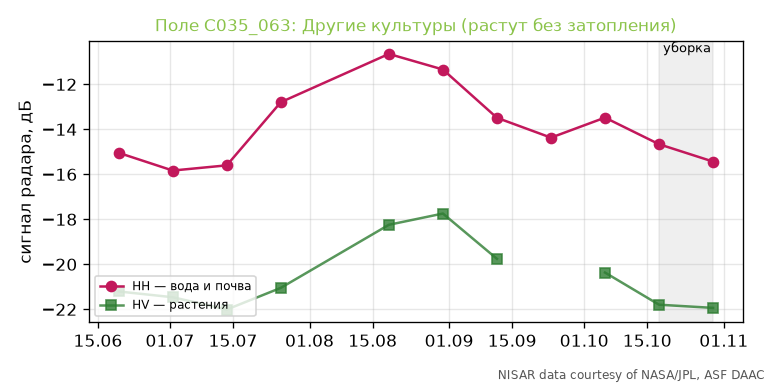 Поле C035_063: Другие культуры (растут без затопления)
уборка
сигнал радара, дБ
−12
−14
−16
−18
−20
−22
HH — вода и почва
HV — растения
15.06 01.07 15.07 01.08 15.08 01.09 15.09 01.10 15.10 01.11
NISAR data courtesy of NASA/JPL, ASF DAAC